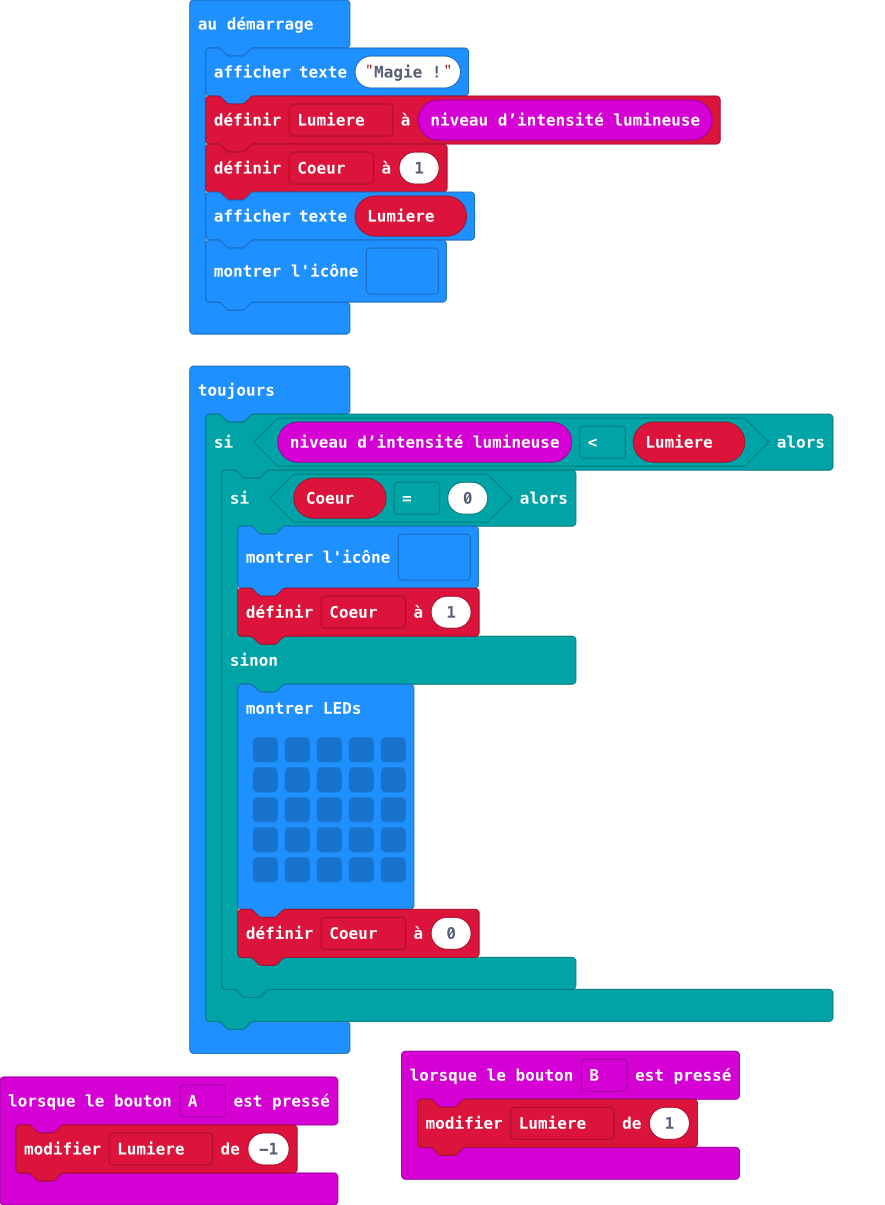 au démarrage
afficher texte "Magie !"
définir Lumiere à niveau d’intensité lumineuse
définir Coeur à 1
afficher texte Lumiere
montrer l'icône
toujours
si niveau d’intensité lumineuse < Lumiere alors
si Coeur = 0 alors
montrer l'icône
définir Coeur à 1
sinon
montrer LEDs
définir Coeur à 0
lorsque le bouton A est pressé
modifier Lumiere de −1
lorsque le bouton B est pressé
modifier Lumiere de 1